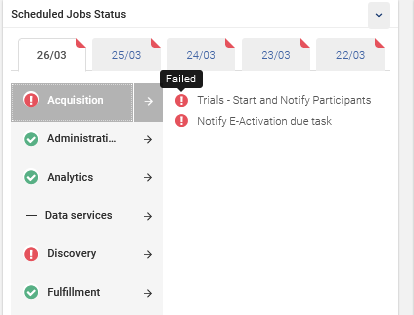 Scheduled Jobs Status
26/03
25/03
24/03
23/03
22/03
Failed
Acquisition
Trials - Start and Notify Participants
Notify E-Activation due task
Administrati...
Analytics
Data services
Discovery
Fulfillment